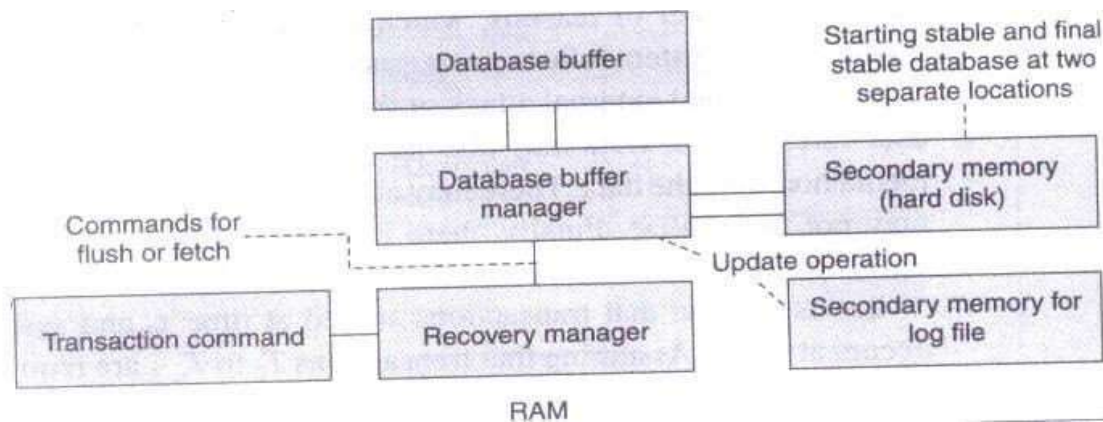 Database buffer
Starting stable and final
stable database at two
separate locations
Database buffer
manager
Secondary memory
(hard disk)
Commands for
flush or fetch
Update operation
Transaction command
Recovery manager
Secondary memory for
log file
RAM